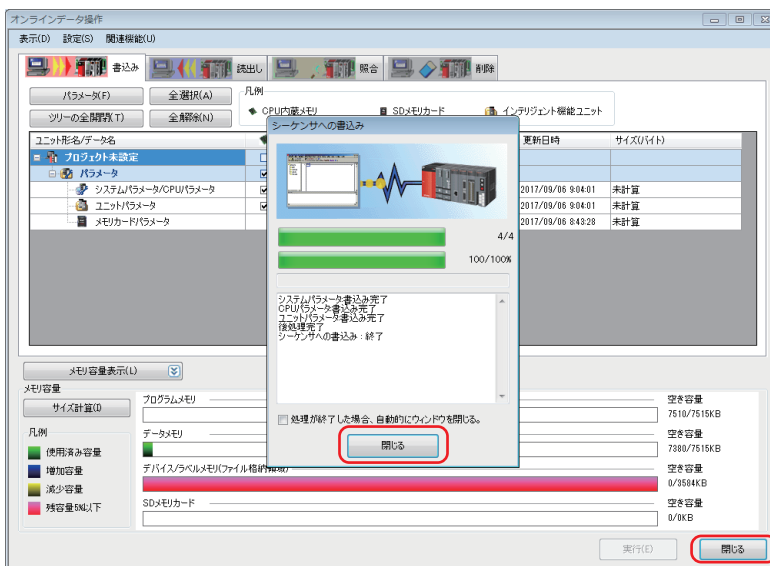 オンラインデータ操作
表示(D) 設定(S) 関連機能(U)
書込み 読出し 照合 削除
パラメータ(F) 全選択(A)
凡例
CPU内蔵メモリ SDメモリカード インテリジェント機能ユニット
ツリーの全開閉(T) 全解除(N)
シーケンサへの書込み
ユニット形名/データ名 更新日時 サイズ(バイト)
プロジェクト未設定
パラメータ
システムパラメータ/CPUパラメータ 2017/09/06 9:04:01 未計算
ユニットパラメータ 2017/09/06 9:04:01 未計算
メモリカードパラメータ 2017/09/06 8:43:28 未計算
4/4
100/100%
システムパラメータ書込み完了
CPUパラメータ書込み完了
ユニットパラメータ書込み完了
後処理完了
シーケンサへの書込み : 終了
処理が終了した場合、自動的にウィンドウを閉じる。
閉じる
メモリ容量表示(L)
メモリ容量
サイズ計算(I)
凡例
使用済み容量
増加容量
減少容量
残容量5%以下
プログラムメモリ 空き容量
7510/7515KB
データメモリ 空き容量
7380/7515KB
デバイス/ラベルメモリ(ファイル格納領域) 空き容量
0/3584KB
SDメモリカード 空き容量
0/0KB
実行(E) 閉じる